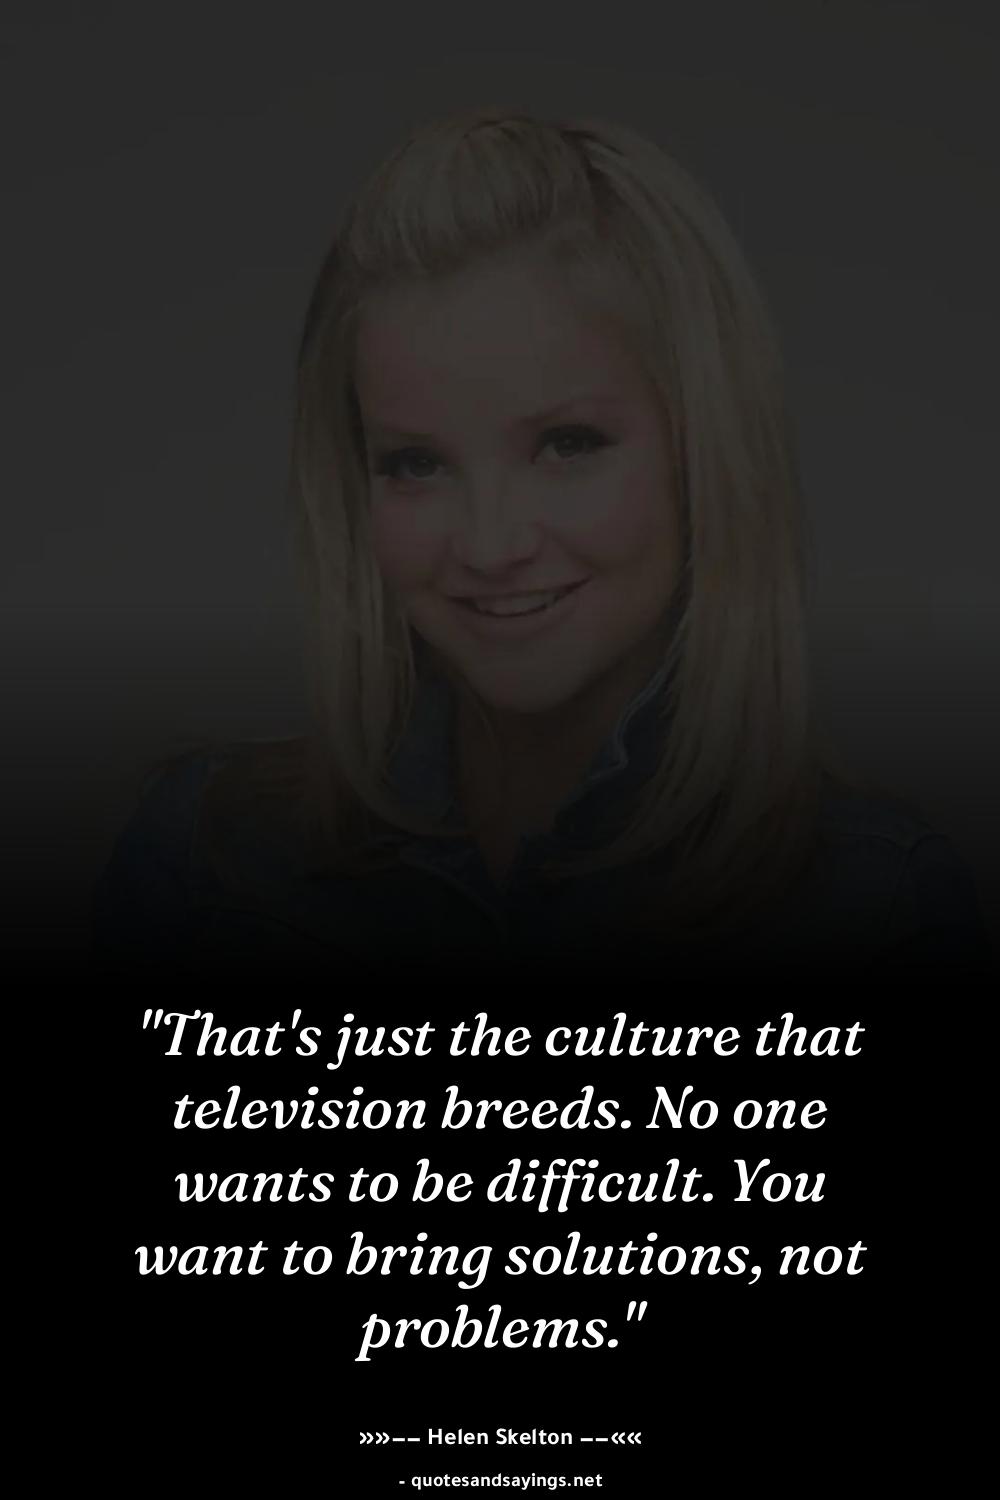 "That's just the culture that
television breeds. No one
wants to be difficult. You
want to bring solutions, not
problems."
»»−− Helen Skelton −−««
- quotesandsayings.net